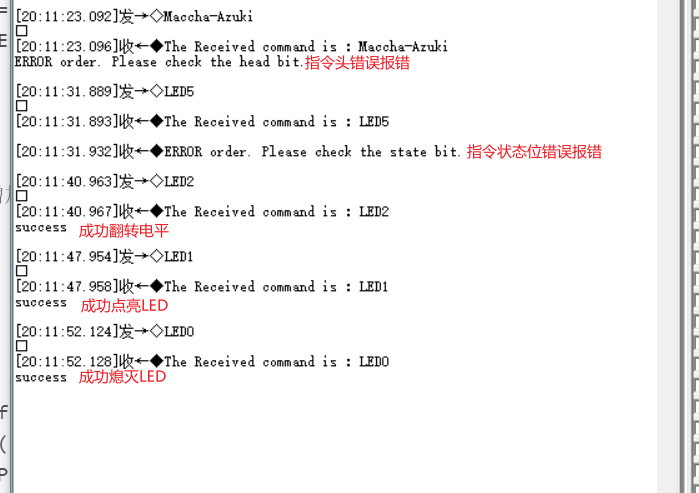 [20:11:23.092]发→◇Maccha-Azuki
□
[20:11:23.096]收←◆The Received command is : Maccha-Azuki
ERROR order. Please check the head bit.指令头错误报错
[20:11:31.889]发→◇LED5
□
[20:11:31.893]收←◆The Received command is : LED5
[20:11:31.932]收←◆ERROR order. Please check the state bit. 指令状态位错误报错
[20:11:40.963]发→◇LED2
□
[20:11:40.967]收←◆The Received command is : LED2
success 成功翻转电平
[20:11:47.954]发→◇LED1
□
[20:11:47.958]收←◆The Received command is : LED1
success 成功点亮LED
[20:11:52.124]发→◇LED0
□
[20:11:52.128]收←◆The Received command is : LED0
success 成功熄灭LED
E
f
(
P